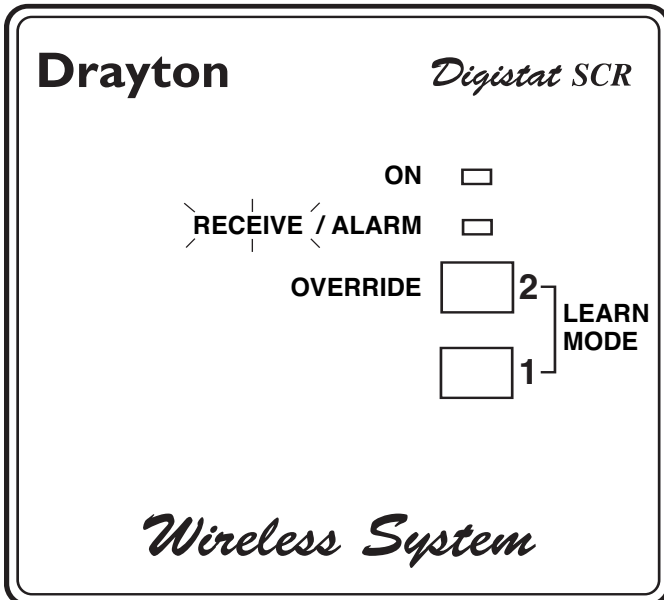 Drayton Digistat SCR
ON
RECEIVE / ALARM
OVERRIDE 2
LEARN
MODE
1
Wireless System